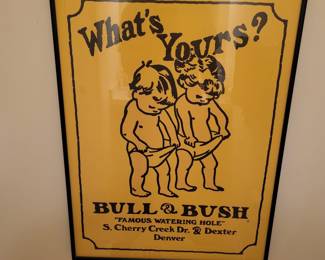 What's
Yours?
BULL & BUSH
"FAMOUS WATERING HOLE"
S. Cherry Creek Dr. & Dexter
Denver